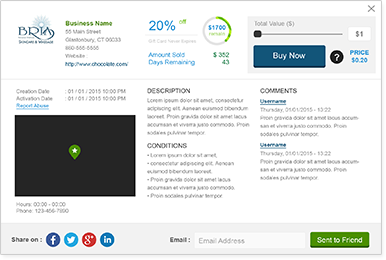 BRIA
SKINCARE & MASSAGE
Business Name
55 Main Street
Glastonbury, CT 06033
860-555-5555
Website :
http://www.chocolate.com/
20% off
Gift Card Never Expires
Amount Sold $ 352
Days Remaining 43
$1700
remain
Total Value ($)
$1
Buy Now
?
PRICE
$0.20
Creation Date : 01 / 01 / 2015 10:00 PM
Activation Date : 01 / 01 / 2015 10:00 PM
Report Abuse
Hours: 00:00 - 00:00
Phone: 123-456-7890
DESCRIPTION
Lorem ipsum dolor sit amet, consectetur
adipiscing elit. Aenean euismod bibendum
laoreet. Proin gravida dolor sit amet lacus
accumsan et viverra justo commodo. Proin
sodales pulvinar tempor.
CONDITIONS
• Lorem ipsum dolor sit amet,
• consectetur adipiscing elit. Aenean
euismod bibendum laoreet.
• Proin gravida dolor sit amet lacus
accumsan et viverra justo commodo.
• Proin sodales pulvinar tempor.
COMMENTS
Username
Thursday, 01/01/2015 - 13:22
Proin gravida dolor sit amet lacus
accumsan et viverra justo commodo. Proin
sodales pulvinar tempor.
Username
Thursday, 01/01/2015 - 13:22
Proin gravida dolor sit amet lacus
accumsan et viverra justo commodo. Proin
sodales pulvinar tempor.
Share on :
Email : Email Address
Sent to Friend